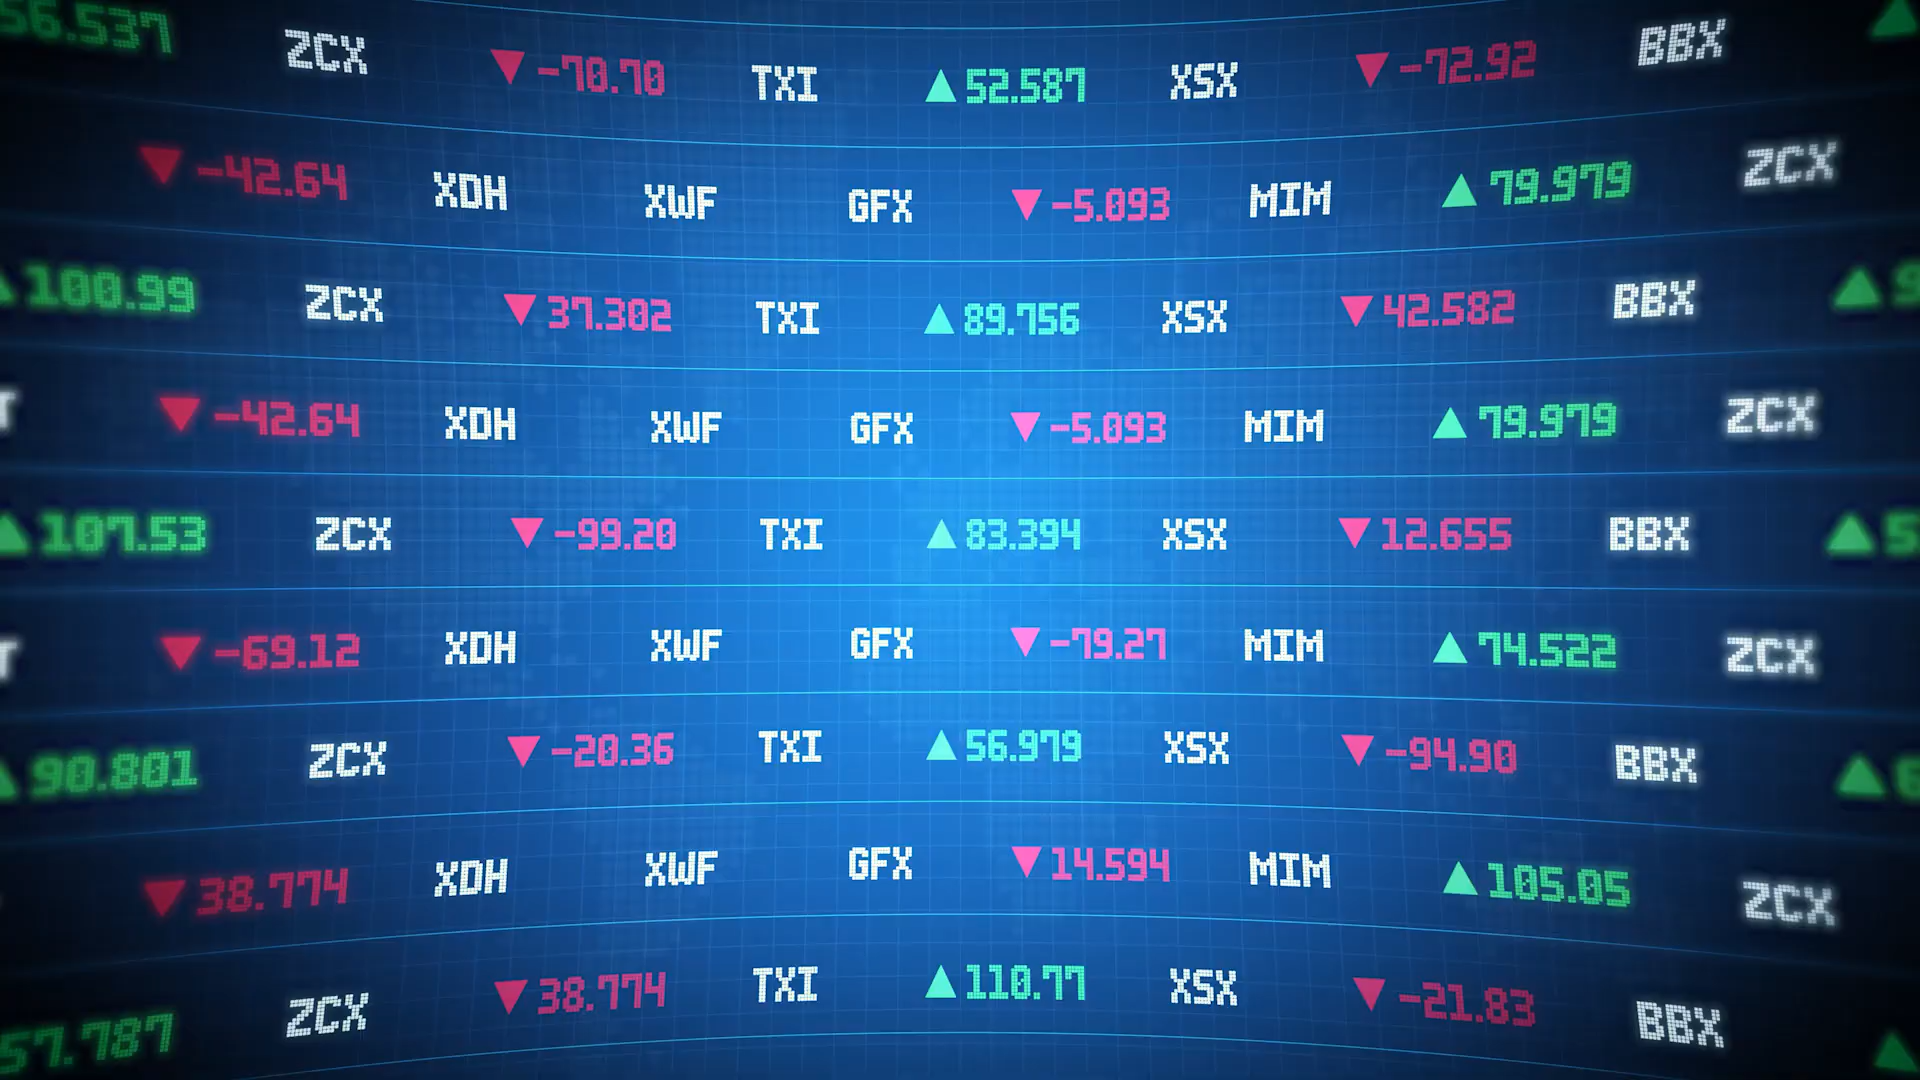 56.537 ZCX ▼-70.70 TXI ▲52.587 XSX ▼-72.92 BBX ▲
▼-42.64 XDH XWF GFX ▼-5.093 MIM ▲79.979 ZCX
▲100.99 ZCX ▼37.302 TXI ▲89.756 XSX ▼42.582 BBX ▲9
▼-42.64 XDH XWF GFX ▼-5.093 MIM ▲79.979 ZCX
▲107.53 ZCX ▼-99.20 TXI ▲83.394 XSX ▼12.655 BBX ▲5
▼-69.12 XDH XWF GFX ▼-79.27 MIM ▲74.522 ZCX
▲90.801 ZCX ▼-20.36 TXI ▲56.979 XSX ▼-94.90 BBX ▲6
▼38.774 XDH XWF GFX ▼14.594 MIM ▲105.05 ZCX
57.787 ZCX ▼38.774 TXI ▲110.77 XSX ▼-21.83 BBX ▲